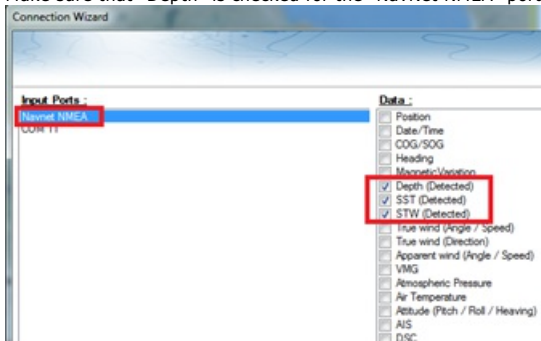 Make sure that "Depth" is checked for the "NavNet NMEA" port
Connection Wizard
Input Ports :
Navnet NMEA
COM 11
Data :
Position
Date/Time
COG/SOG
Heading
Magnetic Variation
Depth (Detected)
SST (Detected)
STW (Detected)
True wind (Angle / Speed)
True wind (Direction)
Apparent wind (Angle / Speed)
VMG
Atmospheric Pressure
Air Temperature
Attitude (Pitch / Roll / Heaving)
AIS
DSC